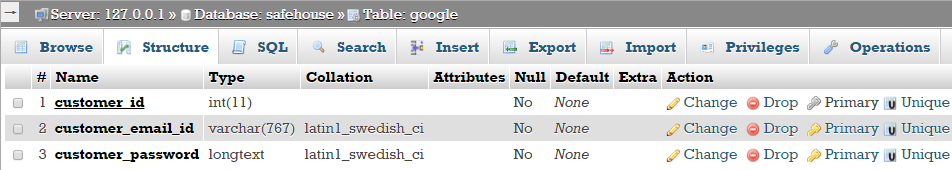 Server: 127.0.0.1 » Database: safehouse » Table: google
Browse Structure SQL Search Insert Export Import Privileges Operations
# Name Type Collation Attributes Null Default Extra Action
1 customer_id int(11) No None Change Drop Primary Unique
2 customer_email_id varchar(767) latin1_swedish_ci No None Change Drop Primary Unique
3 customer_password longtext latin1_swedish_ci No None Change Drop Primary Unique